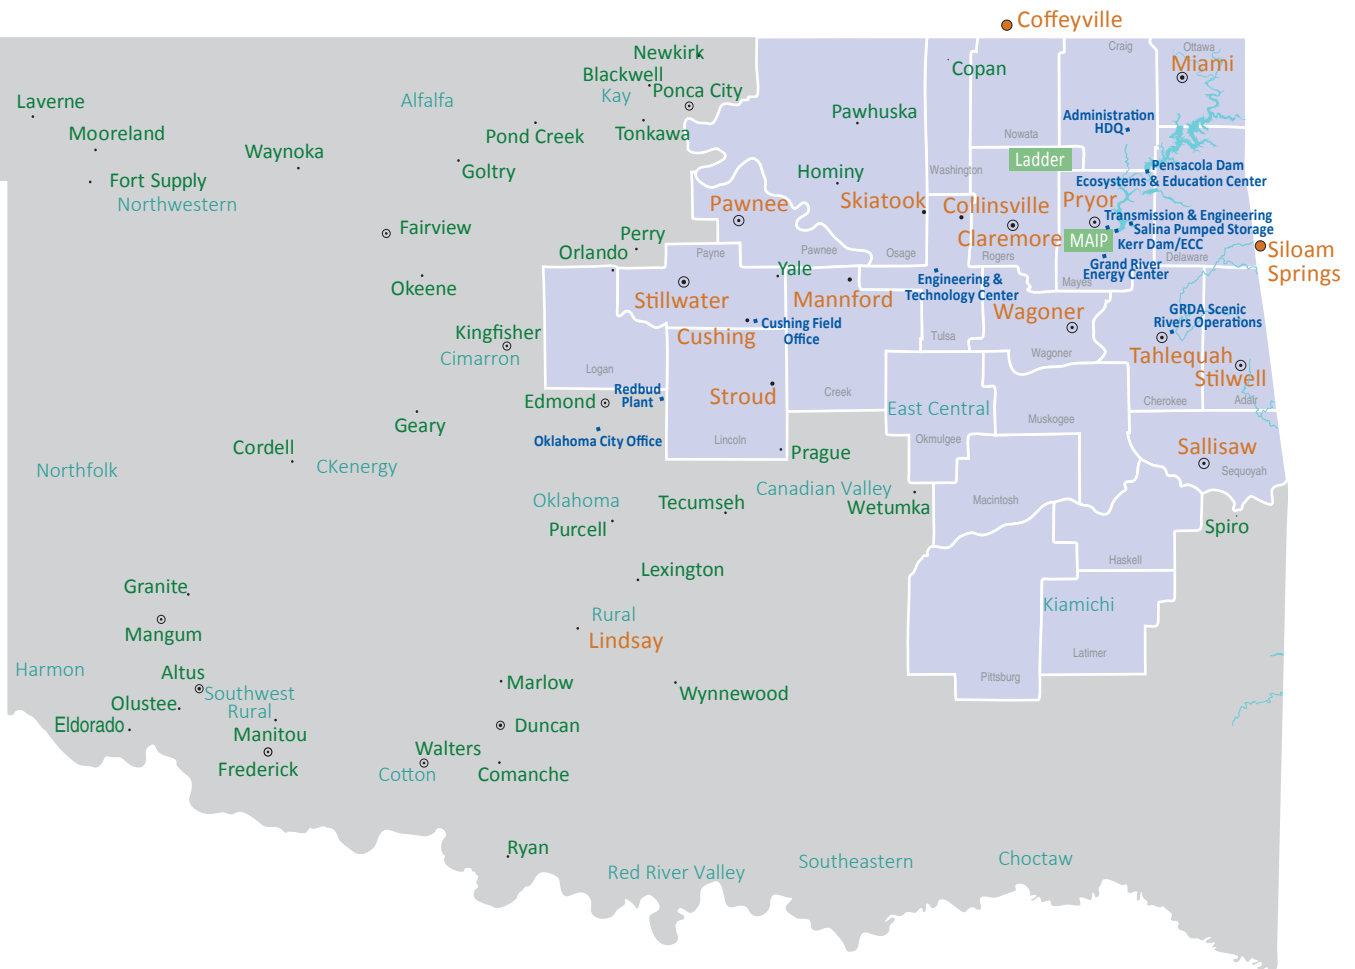 Coffeyville
Newkirk
Craig
Ottawa
Miami
Blackwell
Copan
Kay
Ponca City
Laverne
Alfalfa
Pawhuska
Administration
HDQ
Mooreland
Pond Creek
Tonkawa
Nowata
Waynoka
Ladder
Goltry
Hominy
Washington
Pensacola Dam
Ecosystems & Education Center
Fort Supply
Northwestern
Pawnee
Skiatook
Collinsville
Pryor
Transmission & Engineering
Salina Pumped Storage
Fairview
Perry
Claremore
MAIP
Kerr Dam/ECC
Orlando
Payne
Pawnee
Osage
Rogers
Delaware
Siloam
Springs
Yale
Grand River
Energy Center
Okeene
Engineering &
Technology Center
Mayes
Stillwater
Mannford
Wagoner
GRDA Scenic
Rivers Operations
Kingfisher
Cimarron
Cushing
Cushing Field
Office
Tulsa
Wagoner
Tahlequah
Stilwell
Logan
Edmond
Redbud
Plant
Stroud
Creek
East Central
Cherokee
Adair
Geary
Muskogee
Oklahoma City Office
Lincoln
Okmulgee
Cordell
Prague
Sallisaw
Northfolk
CKenergy
Sequoyah
Canadian Valley
Oklahoma
Tecumseh
Wetumka
Macintosh
Purcell
Spiro
Lexington
Haskell
Granite
Rural
Kiamichi
Mangum
Lindsay
Latimer
Harmon
Altus
Marlow
Pittsburg
Southwest
Rural
Wynnewood
Olustee
Eldorado
Duncan
Manitou
Walters
Frederick
Cotton
Comanche
Ryan
Red River Valley
Southeastern
Choctaw